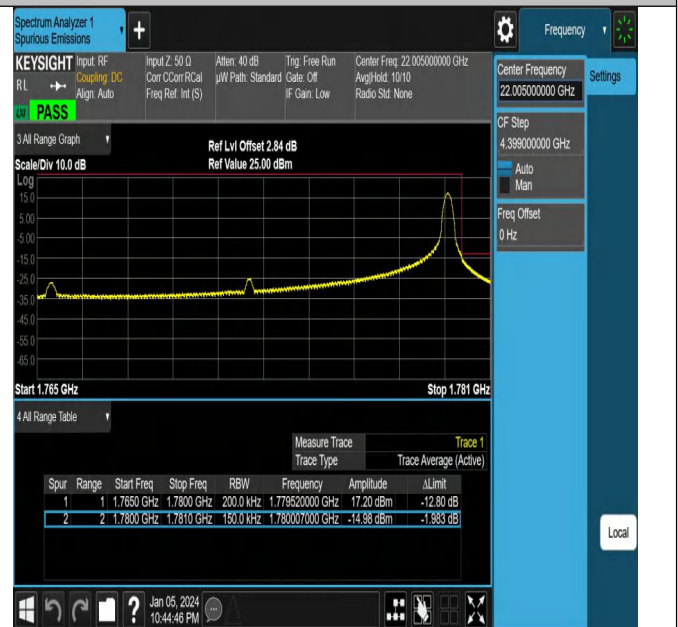 Spectrum Analyzer 1
Spurious Emissions
+
Frequency
KEYSIGHT Input: RF Input Z: 50 Ω Atten: 40 dB Trig: Free Run Center Freq: 22.005000000 GHz
RL Coupling: DC Corr CCorr RCal µW Path: Standard Gate: Off Avg|Hold: 10/10
Align: Auto Freq Ref: Int (S) IF Gain: Low Radio Std: None
LXI PASS
3 All Range Graph
Ref Lvl Offset 2.84 dB
Scale/Div 10.0 dB Ref Value 25.00 dBm
Log
15.0
5.00
-5.00
-15.0
-25.0
-35.0
-45.0
-55.0
-65.0
Start 1.765 GHz Stop 1.781 GHz
4 All Range Table
Measure Trace Trace 1
Trace Type Trace Average (Active)
Spur Range Start Freq Stop Freq RBW Frequency Amplitude ΔLimit
1 1 1.7650 GHz 1.7800 GHz 200.0 kHz 1.779520000 GHz 17.20 dBm -12.80 dB
2 2 1.7800 GHz 1.7810 GHz 150.0 kHz 1.780007000 GHz -14.98 dBm -1.983 dB
Center Frequency
22.005000000 GHz
Settings
CF Step
4.399000000 GHz
Auto
Man
Freq Offset
0 Hz
Local
? Jan 05, 2024
10:44:46 PM